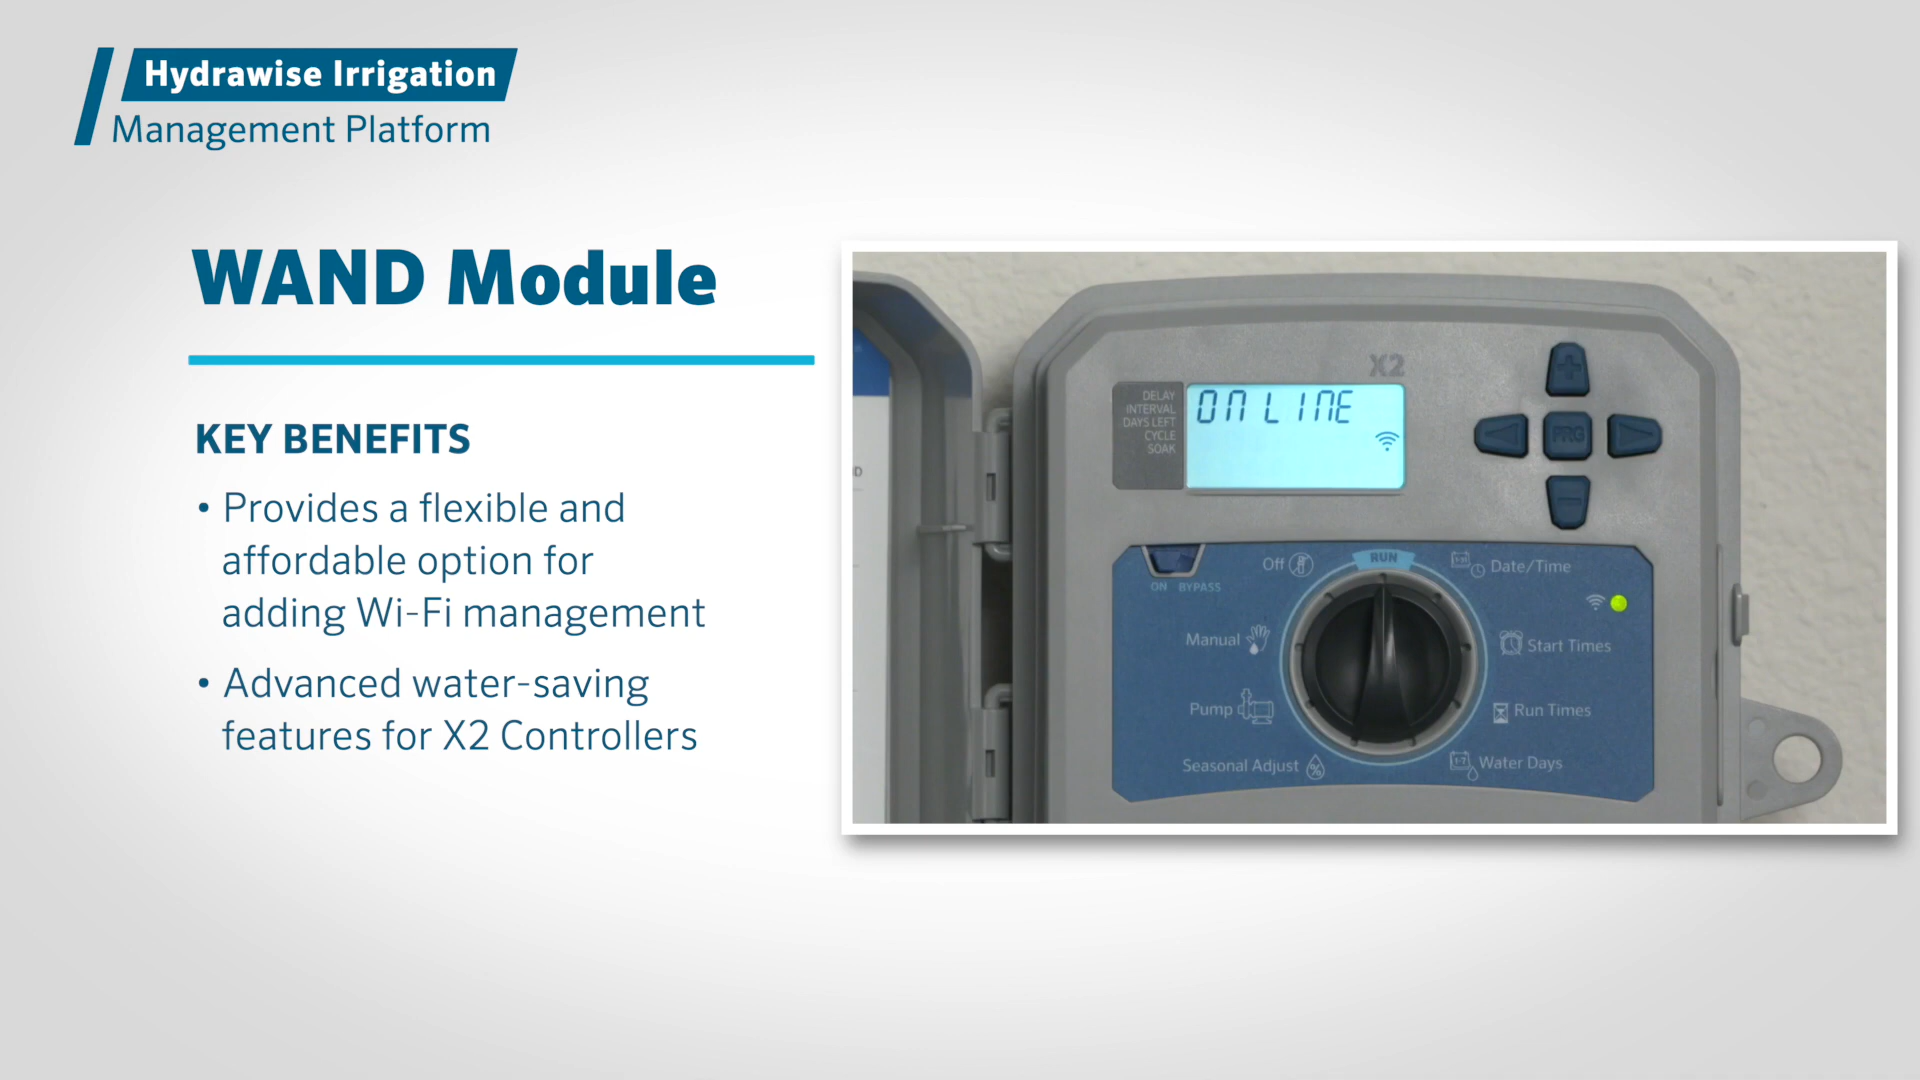 Hydrawise Irrigation
Management Platform
WAND Module
KEY BENEFITS
• Provides a flexible and
affordable option for
adding Wi-Fi management
• Advanced water-saving
features for X2 Controllers
X2
DELAY
INTERVAL
DAYS LEFT
CYCLE
SOAK
ON LINE
PRG
ON BYPASS
Off
RUN
Date/Time
Manual
Start Times
Pump
Run Times
Seasonal Adjust %
Water Days